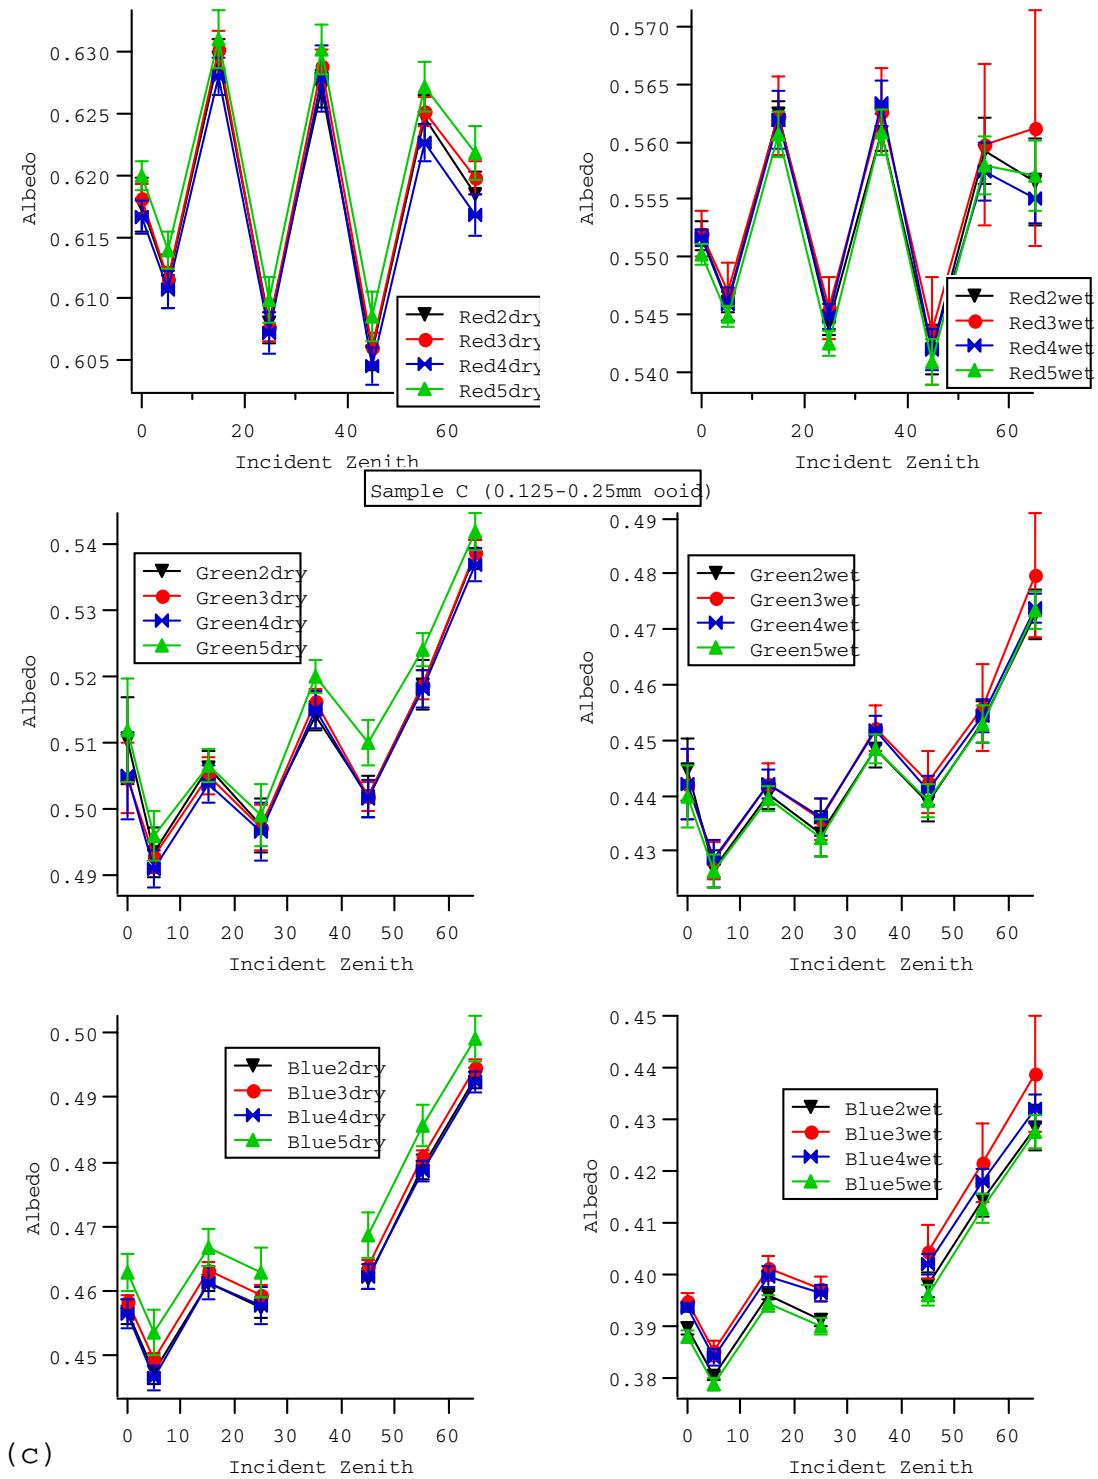 0.630
0.625
0.620
0.615
0.610
0.605
Albedo
Red2dry
Red3dry
Red4dry
Red5dry
0 20 40 60
Incident Zenith
0.570
0.565
0.560
0.555
0.550
0.545
0.540
Albedo
Red2wet
Red3wet
Red4wet
Red5wet
0 20 40 60
Incident Zenith
Sample C (0.125-0.25mm ooid)
0.54
0.53
0.52
0.51
0.50
0.49
Albedo
Green2dry
Green3dry
Green4dry
Green5dry
0 10 20 30 40 50 60
Incident Zenith
0.49
0.48
0.47
0.46
0.45
0.44
0.43
Albedo
Green2wet
Green3wet
Green4wet
Green5wet
0 10 20 30 40 50 60
Incident Zenith
0.50
0.49
0.48
0.47
0.46
0.45
Albedo
Blue2dry
Blue3dry
Blue4dry
Blue5dry
0 10 20 30 40 50 60
Incident Zenith
0.45
0.44
0.43
0.42
0.41
0.40
0.39
0.38
Albedo
Blue2wet
Blue3wet
Blue4wet
Blue5wet
0 10 20 30 40 50 60
Incident Zenith
(c)